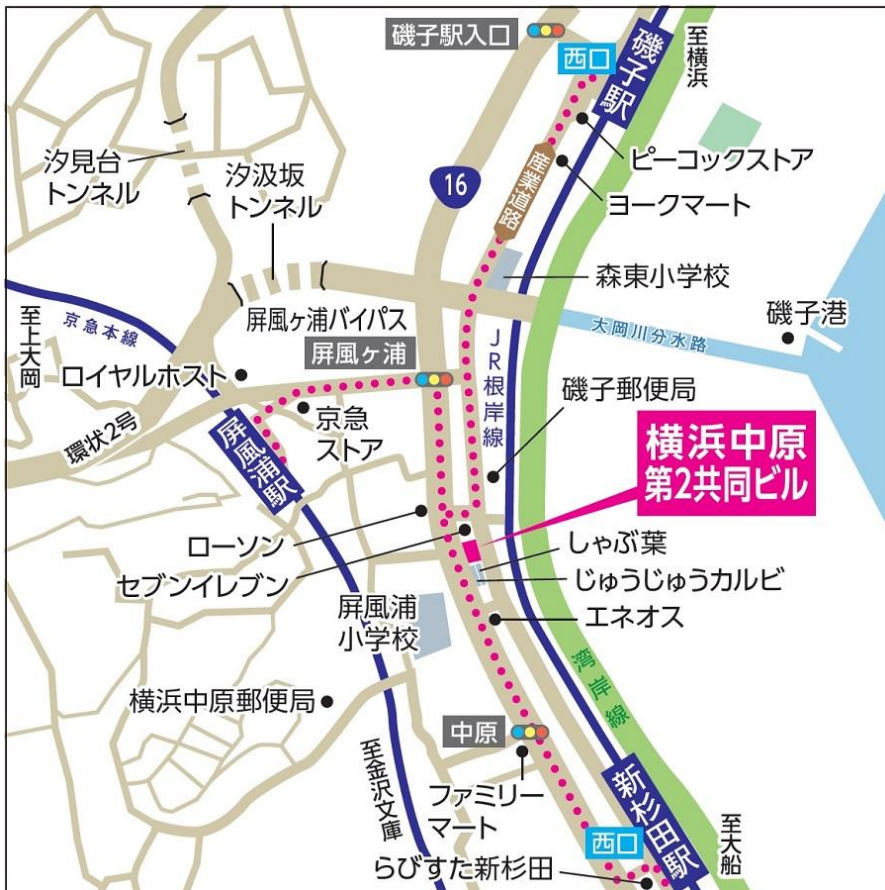 磯子駅入口
西口
磯子駅
至横浜
汐見台
トンネル
汐汲坂
トンネル
16
産業道路
ピーコックストア
ヨークマート
森東小学校
至上大岡
京急本線
屏風ヶ浦バイパス
屏風ヶ浦
JR根岸線
大岡川分水路
磯子港
ロイヤルホスト
京急
ストア
環状2号
屏風浦駅
磯子郵便局
横浜中原
第2共同ビル
ローソン
セブンイレブン
しゃぶ葉
じゅうじゅうカルビ
屏風浦
小学校
エネオス
湾岸線
横浜中原郵便局
中原
至金沢文庫
ファミリー
マート
新杉田駅
西口
至大船
らびすた新杉田